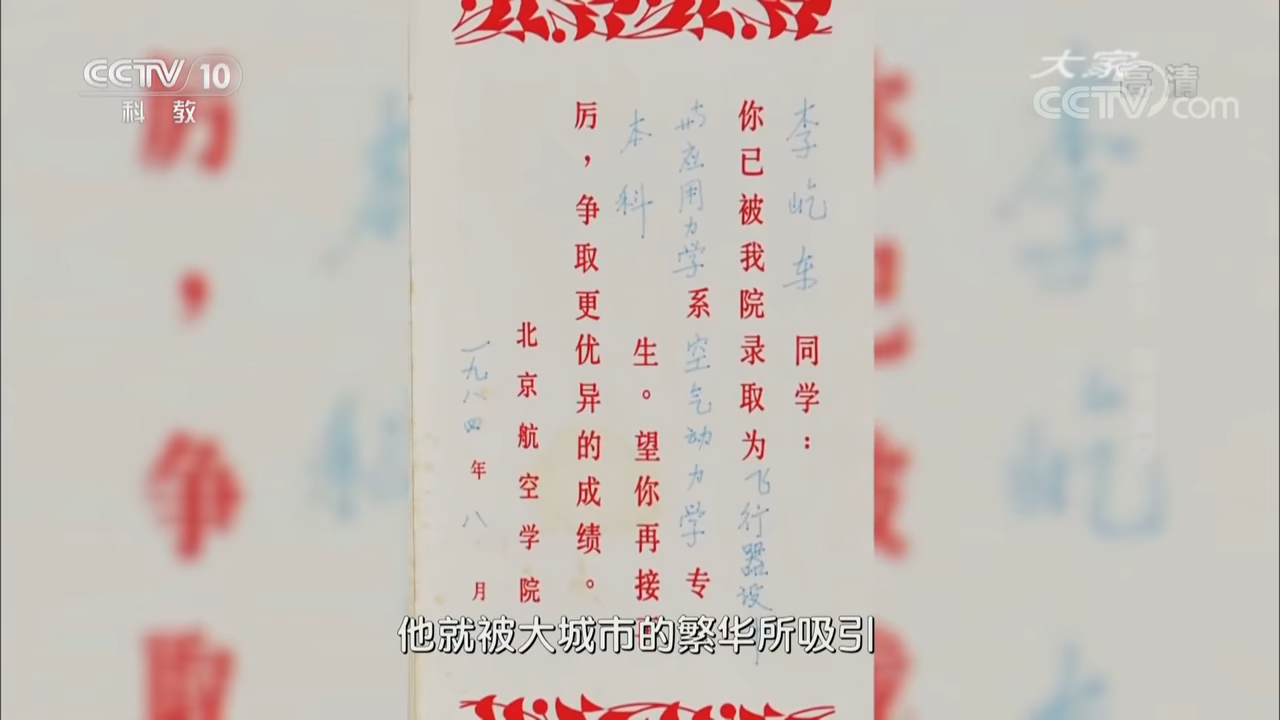 CCTV 10
科教
大家
高清
CCTV.com
李屹东同学：
你已被我院录取为飞行器设
与应用力学系空气动力学专
本科生。望你再接
厉，争取更优异的成绩。
北京航空学院
一九八四年八月
他就被大城市的繁华所吸引